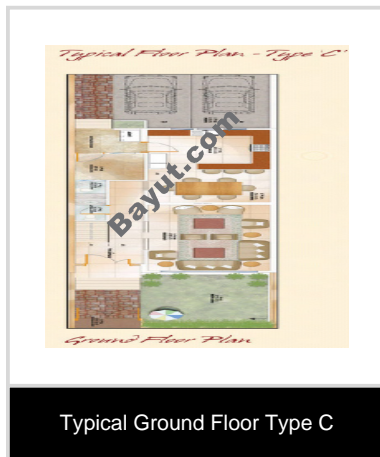 Typical Floor Plan - Type 'C'
Bayut.com
Ground Floor Plan
Typical Ground Floor Type C